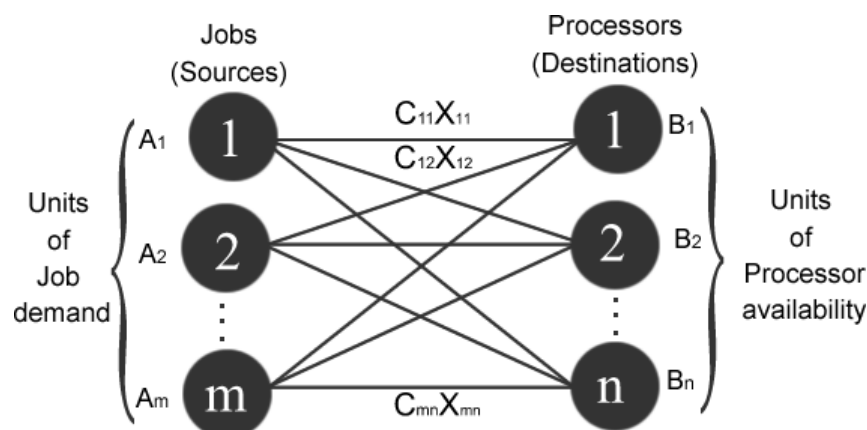 Jobs
(Sources)
Processors
(Destinations)
A1
1
C11X11
1
B1
C12X12
Units
of
Job
demand
A2
2
2
B2
Units
of
Processor
availability
Am
m
CmnXmn
n
Bn